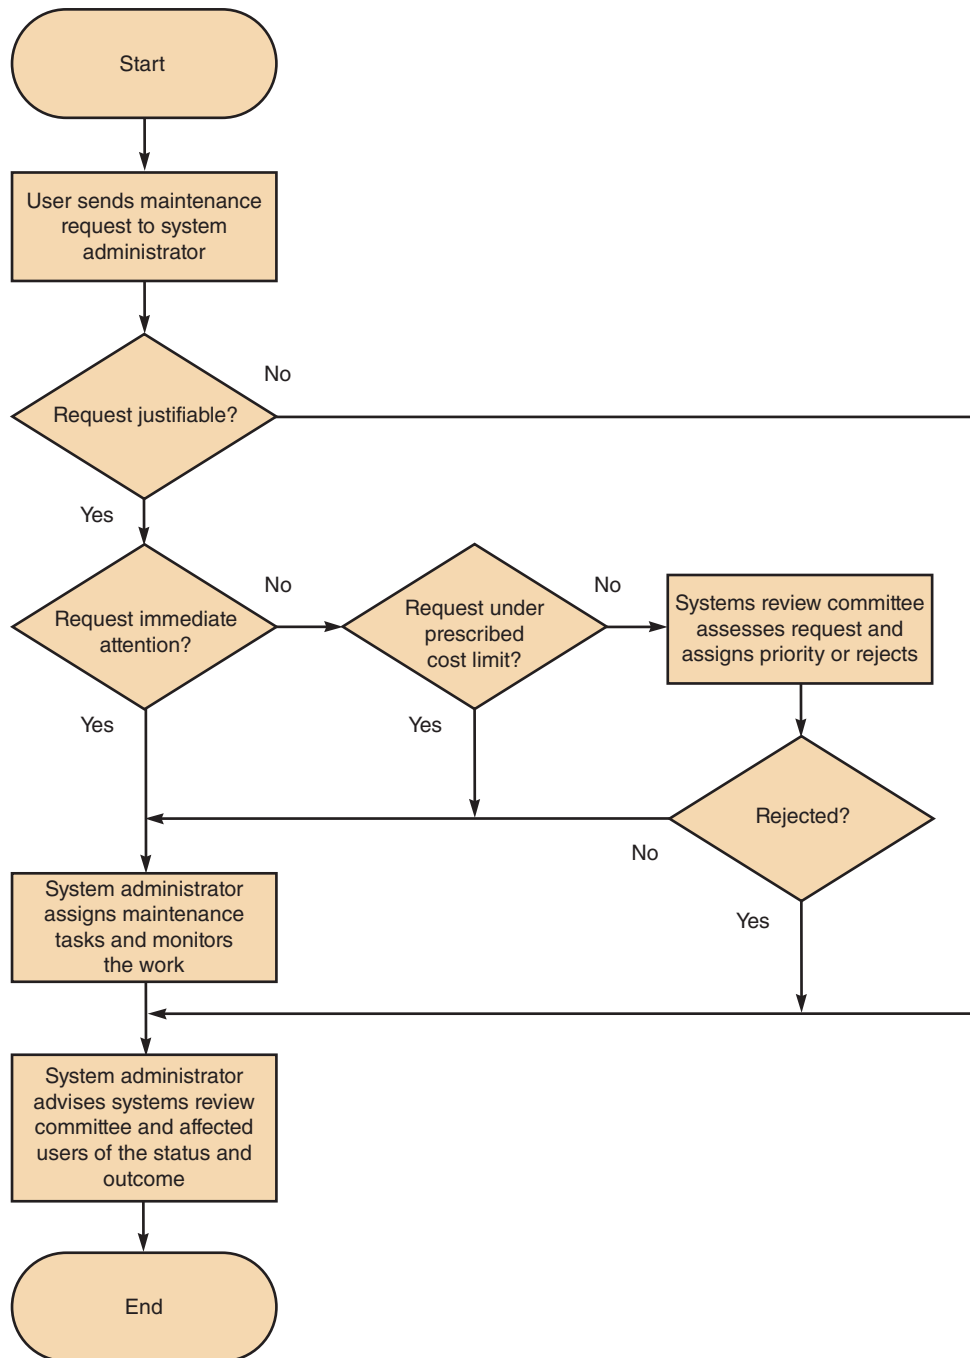 Start
User sends maintenance
request to system
administrator
No
Request justifiable?
Yes
No
No
Request immediate
attention?
Request under
prescribed
cost limit?
Systems review committee
assesses request and
assigns priority or rejects
Yes
Yes
Rejected?
No
System administrator
assigns maintenance
tasks and monitors
the work
Yes
System administrator
advises systems review
committee and affected
users of the status and
outcome
End